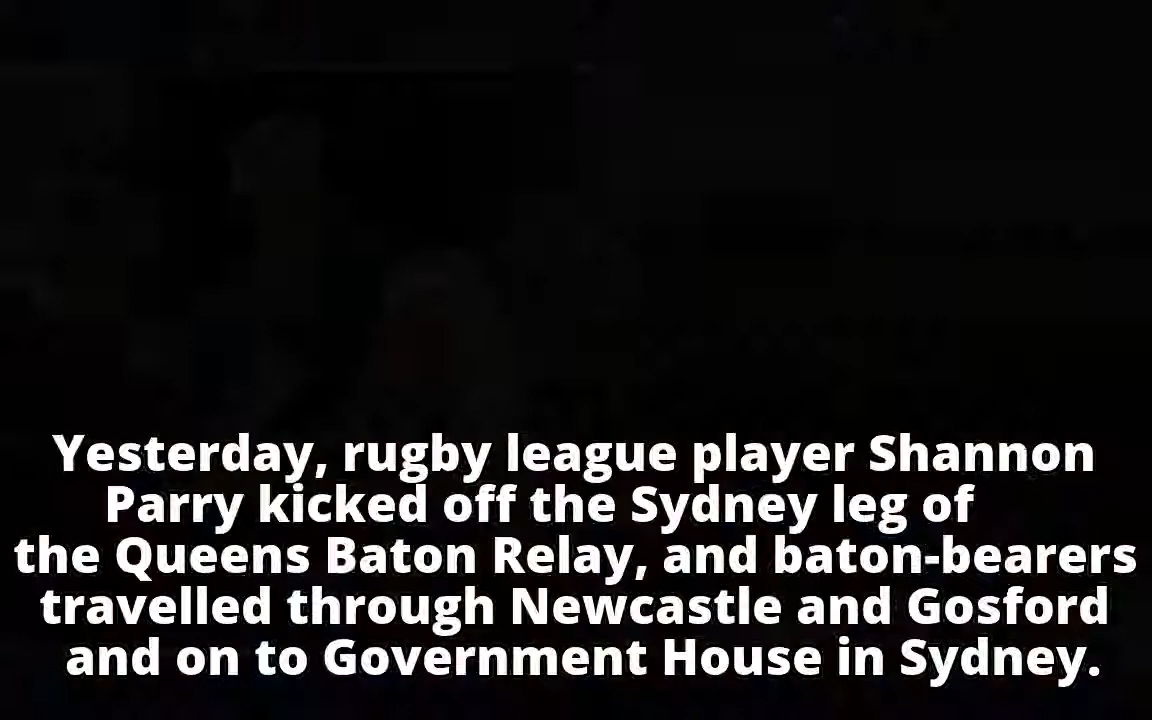 Yesterday, rugby league player Shannon
Parry kicked off the Sydney leg of
the Queens Baton Relay, and baton-bearers
travelled through Newcastle and Gosford
and on to Government House in Sydney.